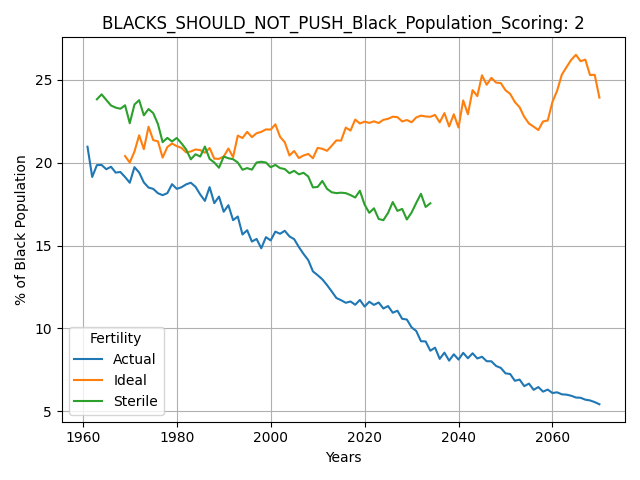 BLACKS_SHOULD_NOT_PUSH_Black_Population_Scoring: 2
% of Black Population
25
20
15
10
5
Fertility
Actual
Ideal
Sterile
1960 1980 2000 2020 2040 2060
Years